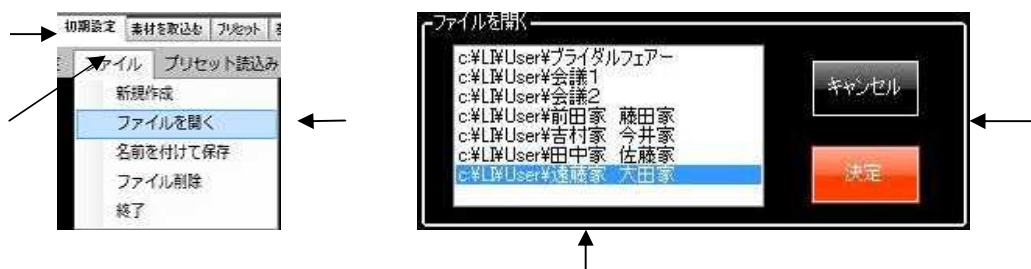 初期設定 素材を取込む プリセット
ファイル プリセット読込み
新規作成
ファイルを開く
名前を付けて保存
ファイル削除
終了
ファイルを開く
c:¥LI¥User¥ブライダルフェアー
c:¥LI¥User¥会議1
c:¥LI¥User¥会議2
c:¥LI¥User¥前田家 藤田家
c:¥LI¥User¥吉村家 今井家
c:¥LI¥User¥田中家 佐藤家
c:¥LI¥User¥遠藤家 大田家
キャンセル
決定